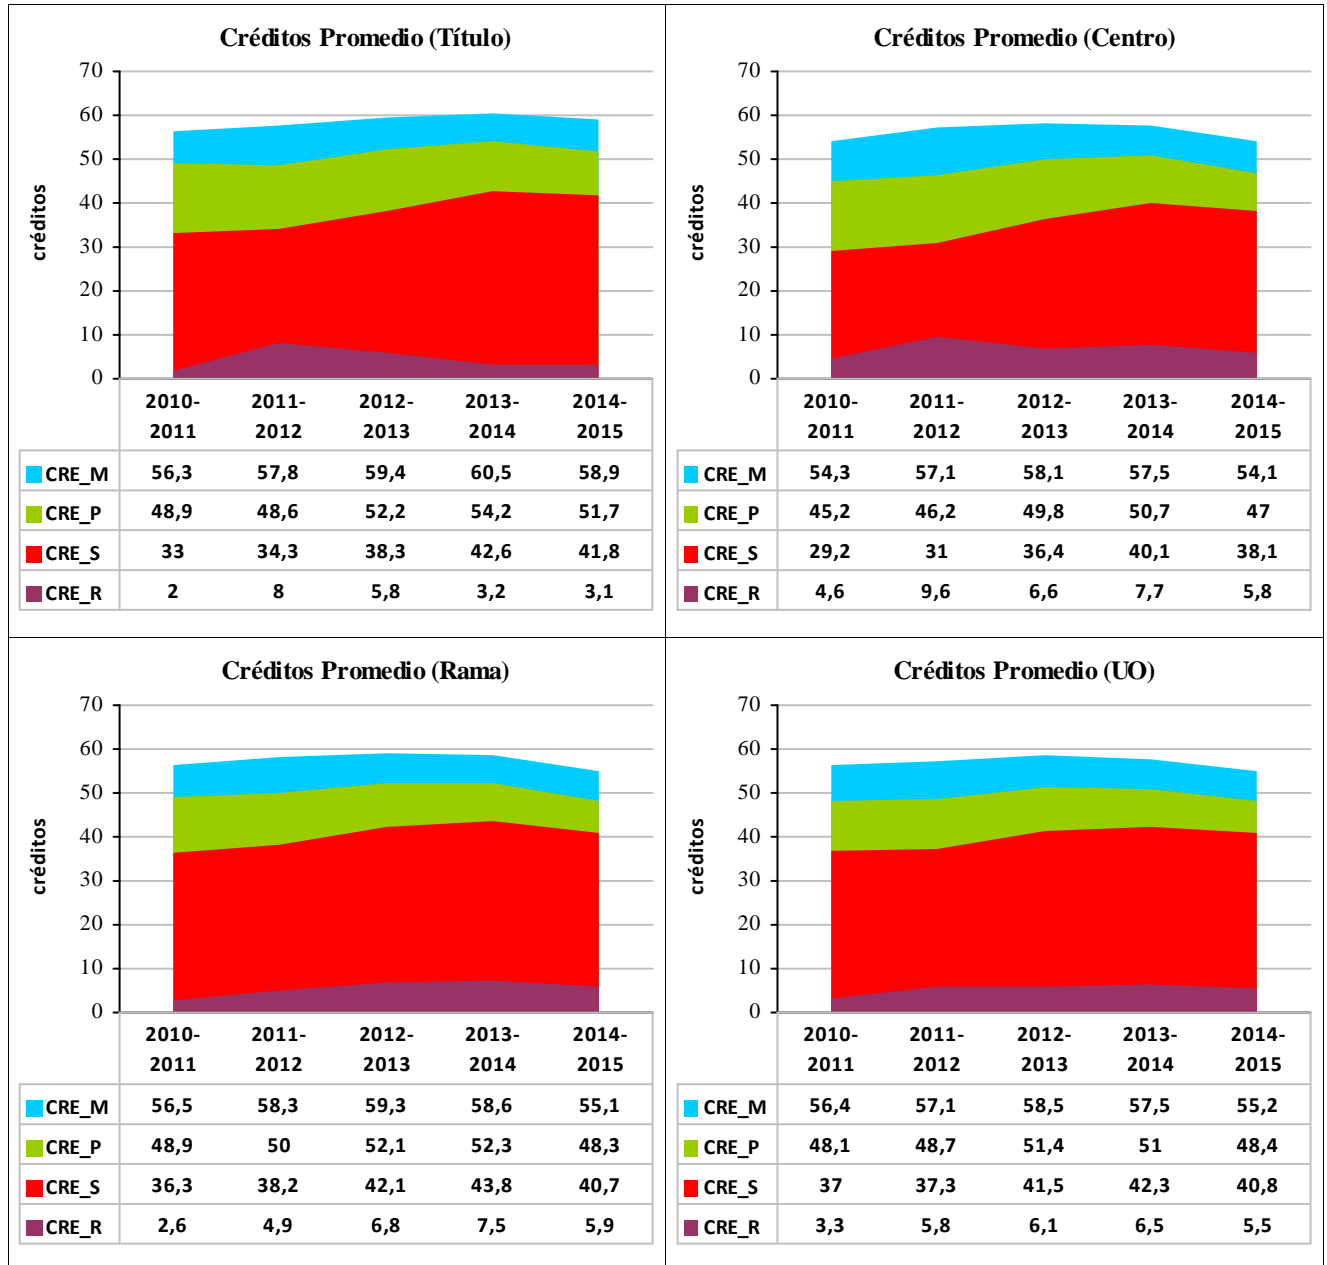 Créditos Promedio (Título)
70
60
50
40
30
20
10
0
créditos
2010-2011 2011-2012 2012-2013 2013-2014 2014-2015
CRE_M 56,3 57,8 59,4 60,5 58,9
CRE_P 48,9 48,6 52,2 54,2 51,7
CRE_S 33 34,3 38,3 42,6 41,8
CRE_R 2 8 5,8 3,2 3,1
Créditos Promedio (Centro)
70
60
50
40
30
20
10
0
créditos
2010-2011 2011-2012 2012-2013 2013-2014 2014-2015
CRE_M 54,3 57,1 58,1 57,5 54,1
CRE_P 45,2 46,2 49,8 50,7 47
CRE_S 29,2 31 36,4 40,1 38,1
CRE_R 4,6 9,6 6,6 7,7 5,8
Créditos Promedio (Rama)
70
60
50
40
30
20
10
0
créditos
2010-2011 2011-2012 2012-2013 2013-2014 2014-2015
CRE_M 56,5 58,3 59,3 58,6 55,1
CRE_P 48,9 50 52,1 52,3 48,3
CRE_S 36,3 38,2 42,1 43,8 40,7
CRE_R 2,6 4,9 6,8 7,5 5,9
Créditos Promedio (UO)
70
60
50
40
30
20
10
0
créditos
2010-2011 2011-2012 2012-2013 2013-2014 2014-2015
CRE_M 56,4 57,1 58,5 57,5 55,2
CRE_P 48,1 48,7 51,4 51 48,4
CRE_S 37 37,3 41,5 42,3 40,8
CRE_R 3,3 5,8 6,1 6,5 5,5